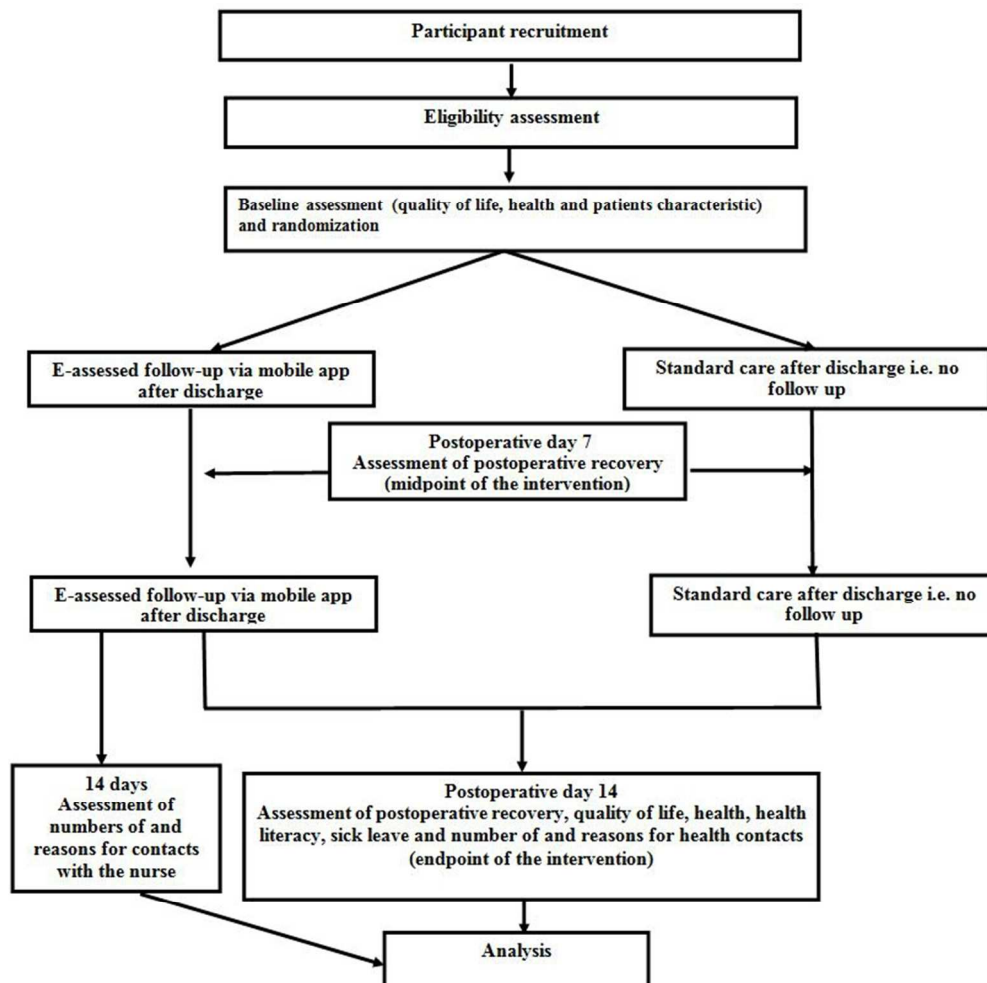 Participant recruitment
Eligibility assessment
Baseline assessment (quality of life, health and patients characteristic)
and randomization
E-assessed follow-up via mobile app
after discharge
Standard care after discharge i.e. no
follow up
Postoperative day 7
Assessment of postoperative recovery
(midpoint of the intervention)
E-assessed follow-up via mobile app
after discharge
Standard care after discharge i.e. no
follow up
14 days
Assessment of
numbers of and
reasons for contacts
with the nurse
Postoperative day 14
Assessment of postoperative recovery, quality of life, health, health
literacy, sick leave and number of and reasons for health contacts
(endpoint of the intervention)
Analysis